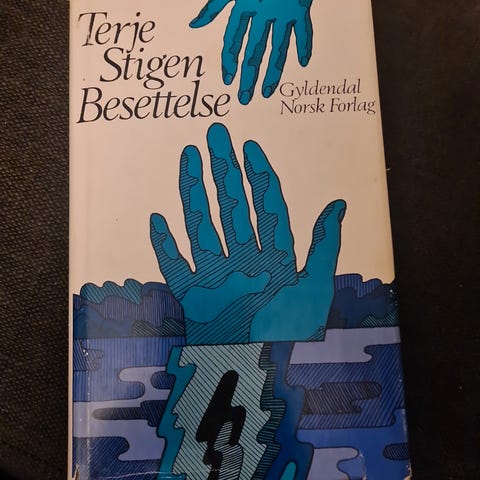 Terje
Stigen
Besettelse
Gyldendal
Norsk Forlag